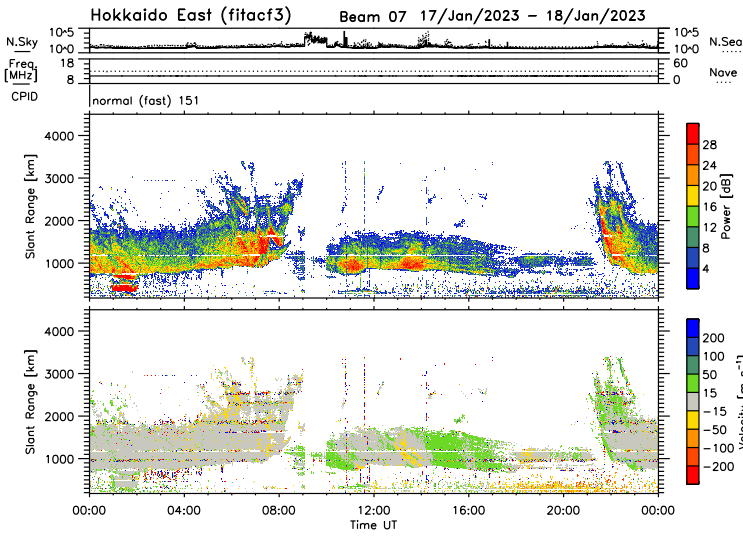 Hokkaido East (fitacf3) Beam 07 17/Jan/2023 – 18/Jan/2023
N.Sky 10^5 10^0 10^5 10^0 N.Sea
Freq. [MHz] 18 8 60 0 Nave
CPID normal (fast) 151
Slant Range [km] 4000 3000 2000 1000
Power [dB] 28 24 20 16 12 8 4
Slant Range [km] 4000 3000 2000 1000
Velocity [m s⁻¹] 200 100 50 15 -15 -50 -100 -200
00:00 04:00 08:00 12:00 16:00 20:00 00:00
Time UT